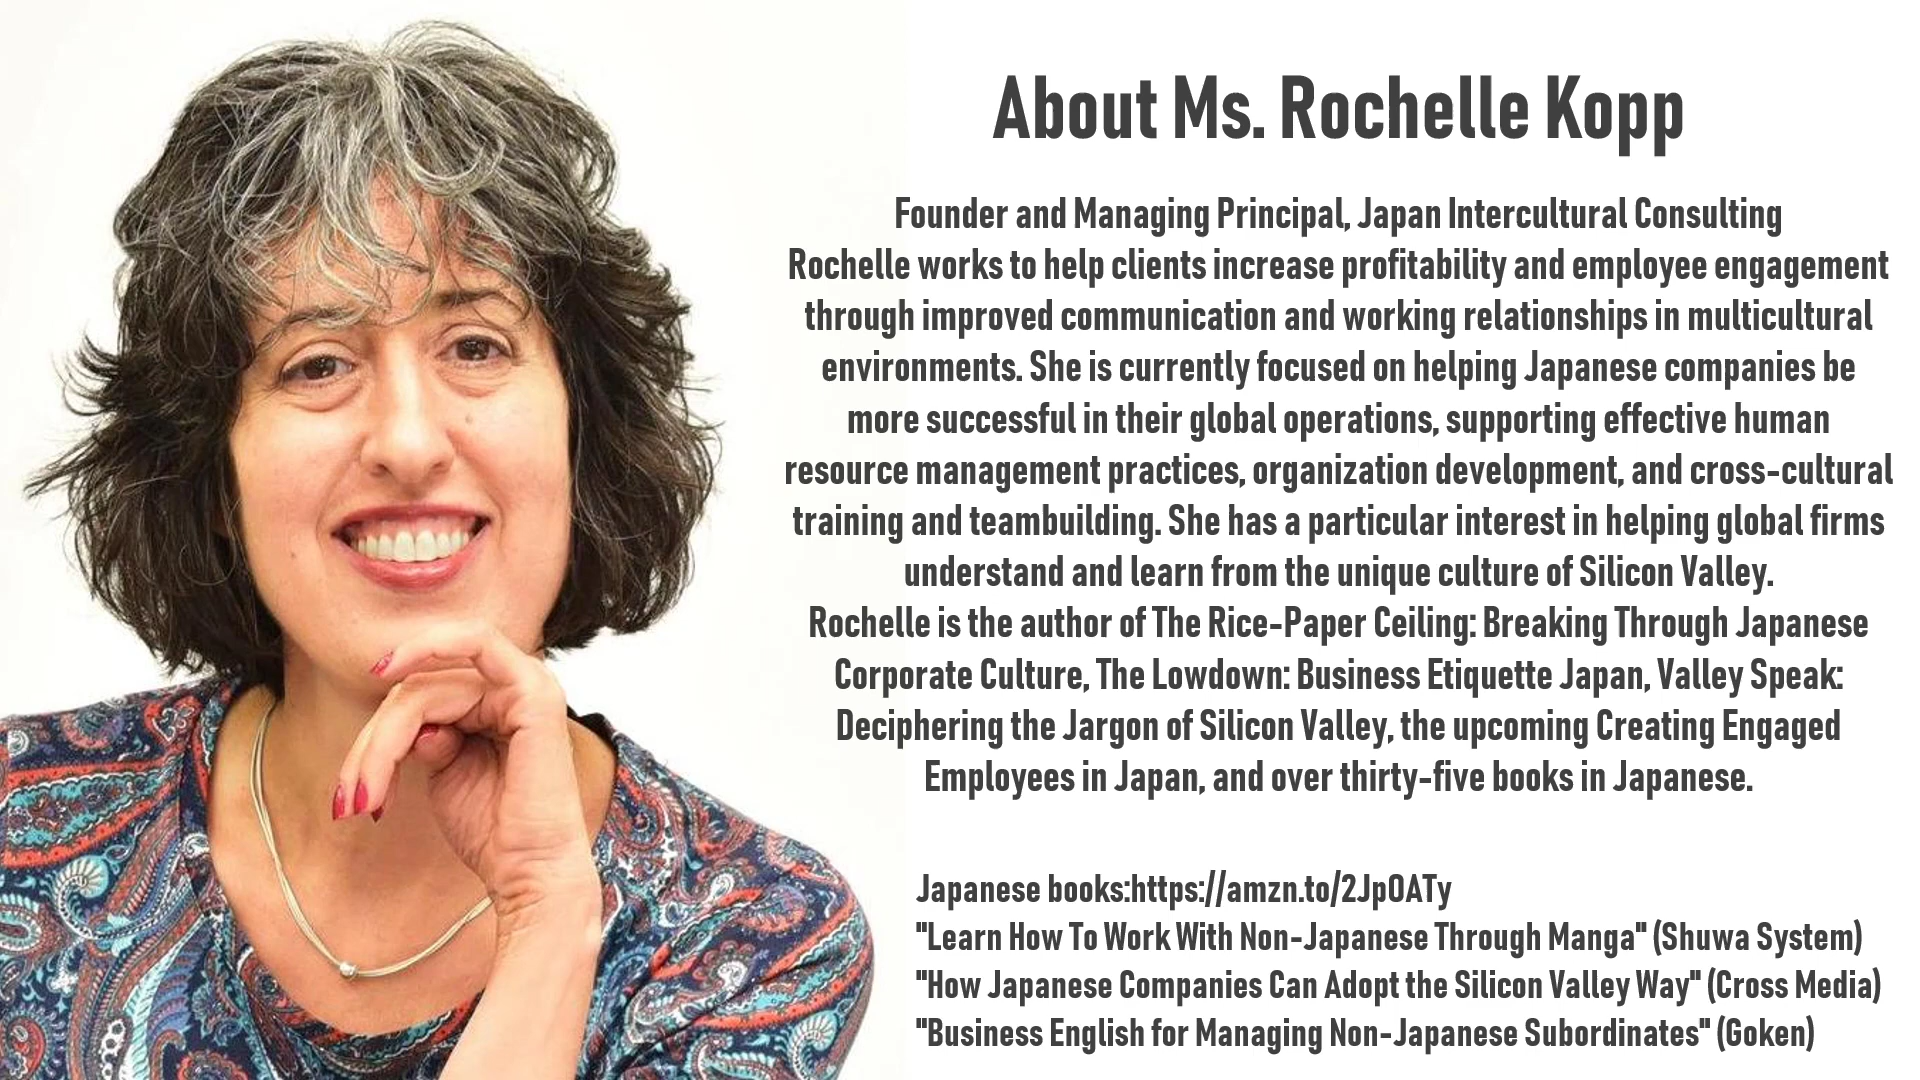 About Ms. Rochelle Kopp
Founder and Managing Principal, Japan Intercultural Consulting
Rochelle works to help clients increase profitability and employee engagement
through improved communication and working relationships in multicultural
environments. She is currently focused on helping Japanese companies be
more successful in their global operations, supporting effective human
resource management practices, organization development, and cross-cultural
training and teambuilding. She has a particular interest in helping global firms
understand and learn from the unique culture of Silicon Valley.
Rochelle is the author of The Rice-Paper Ceiling: Breaking Through Japanese
Corporate Culture, The Lowdown: Business Etiquette Japan, Valley Speak:
Deciphering the Jargon of Silicon Valley, the upcoming Creating Engaged
Employees in Japan, and over thirty-five books in Japanese.
Japanese books:https://amzn.to/2JpOATy
"Learn How To Work With Non-Japanese Through Manga" (Shuwa System)
"How Japanese Companies Can Adopt the Silicon Valley Way" (Cross Media)
"Business English for Managing Non-Japanese Subordinates" (Goken)